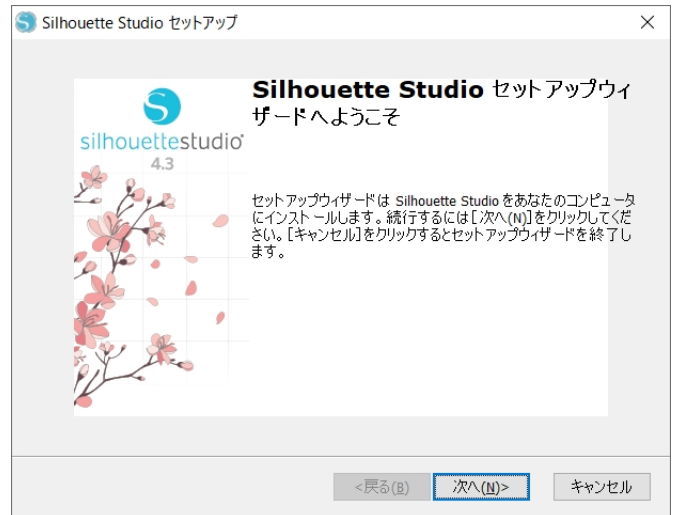 Silhouette Studio セットアップ
Silhouette Studio セットアップウィ
ザードへようこそ
silhouettestudio
4.3
セットアップウィザードは Silhouette Studio をあなたのコンピュータ
にインストールします。続行するには [次へ(N)] をクリックしてくだ
さい。[キャンセル] をクリックするとセットアップウィザードを終了し
ます。
<戻る(B)
次へ(N)>
キャンセル